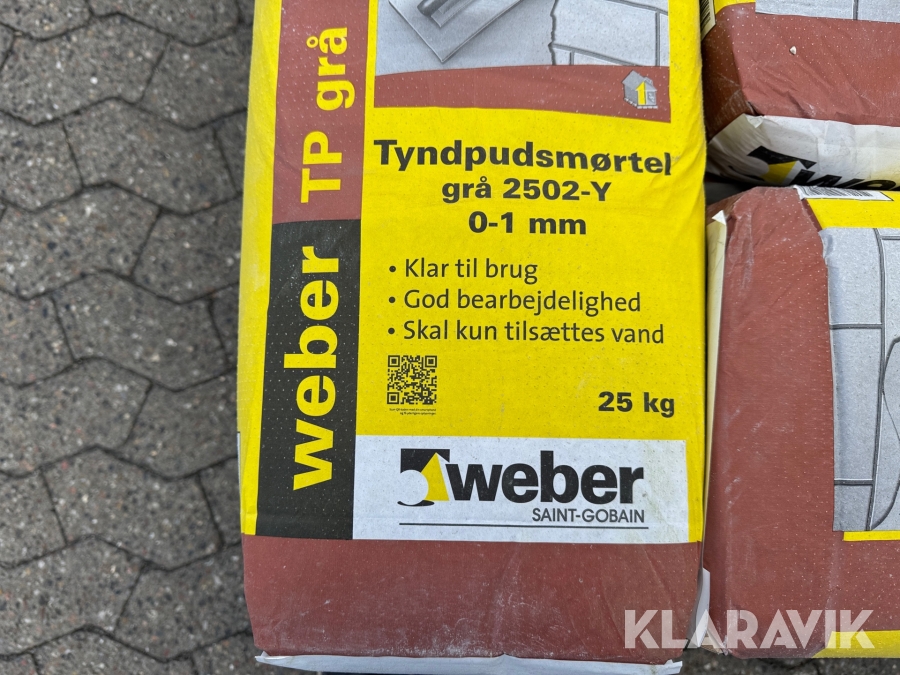 weber TP grå
Tyndpudsmørtel
grå 2502-Y
0-1 mm
• Klar til brug
• God bearbejdelighed
• Skal kun tilsættes vand
25 kg
weber
SAINT-GOBAIN
KLARAVIK